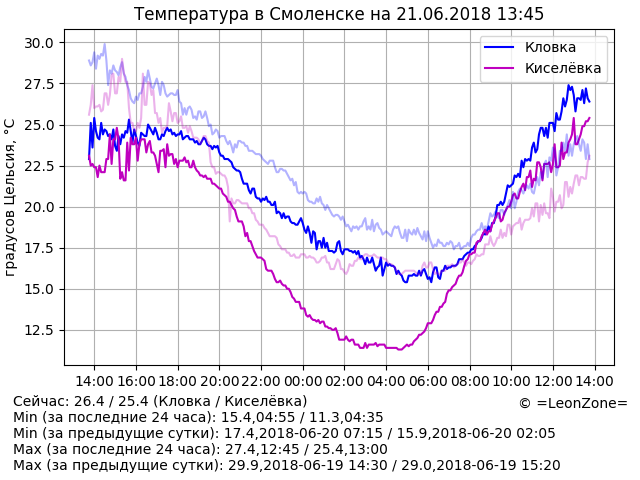 Температура в Смоленске на 21.06.2018 13:45
Кловка
Киселёвка
градусов Цельсия, °C
30.0
27.5
25.0
22.5
20.0
17.5
15.0
12.5
14:00 16:00 18:00 20:00 22:00 00:00 02:00 04:00 06:00 08:00 10:00 12:00 14:00
Сейчас: 26.4 / 25.4 (Кловка / Киселёвка)
© =LeonZone=
Min (за последние 24 часа): 15.4,04:55 / 11.3,04:35
Min (за предыдущие сутки): 17.4,2018-06-20 07:15 / 15.9,2018-06-20 02:05
Max (за последние 24 часа): 27.4,12:45 / 25.4,13:00
Max (за предыдущие сутки): 29.9,2018-06-19 14:30 / 29.0,2018-06-19 15:20